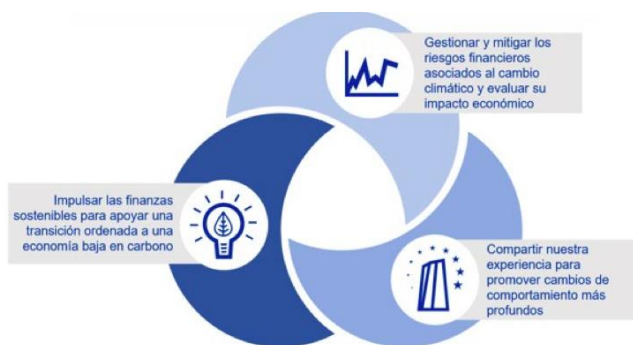 Gestionar y mitigar los
riesgos financieros
asociados al cambio
climático y evaluar su
impacto económico
Impulsar las finanzas
sostenibles para apoyar una
transición ordenada a una
economía baja en carbono
Compartir nuestra
experiencia para
promover cambios de
comportamiento más
profundos